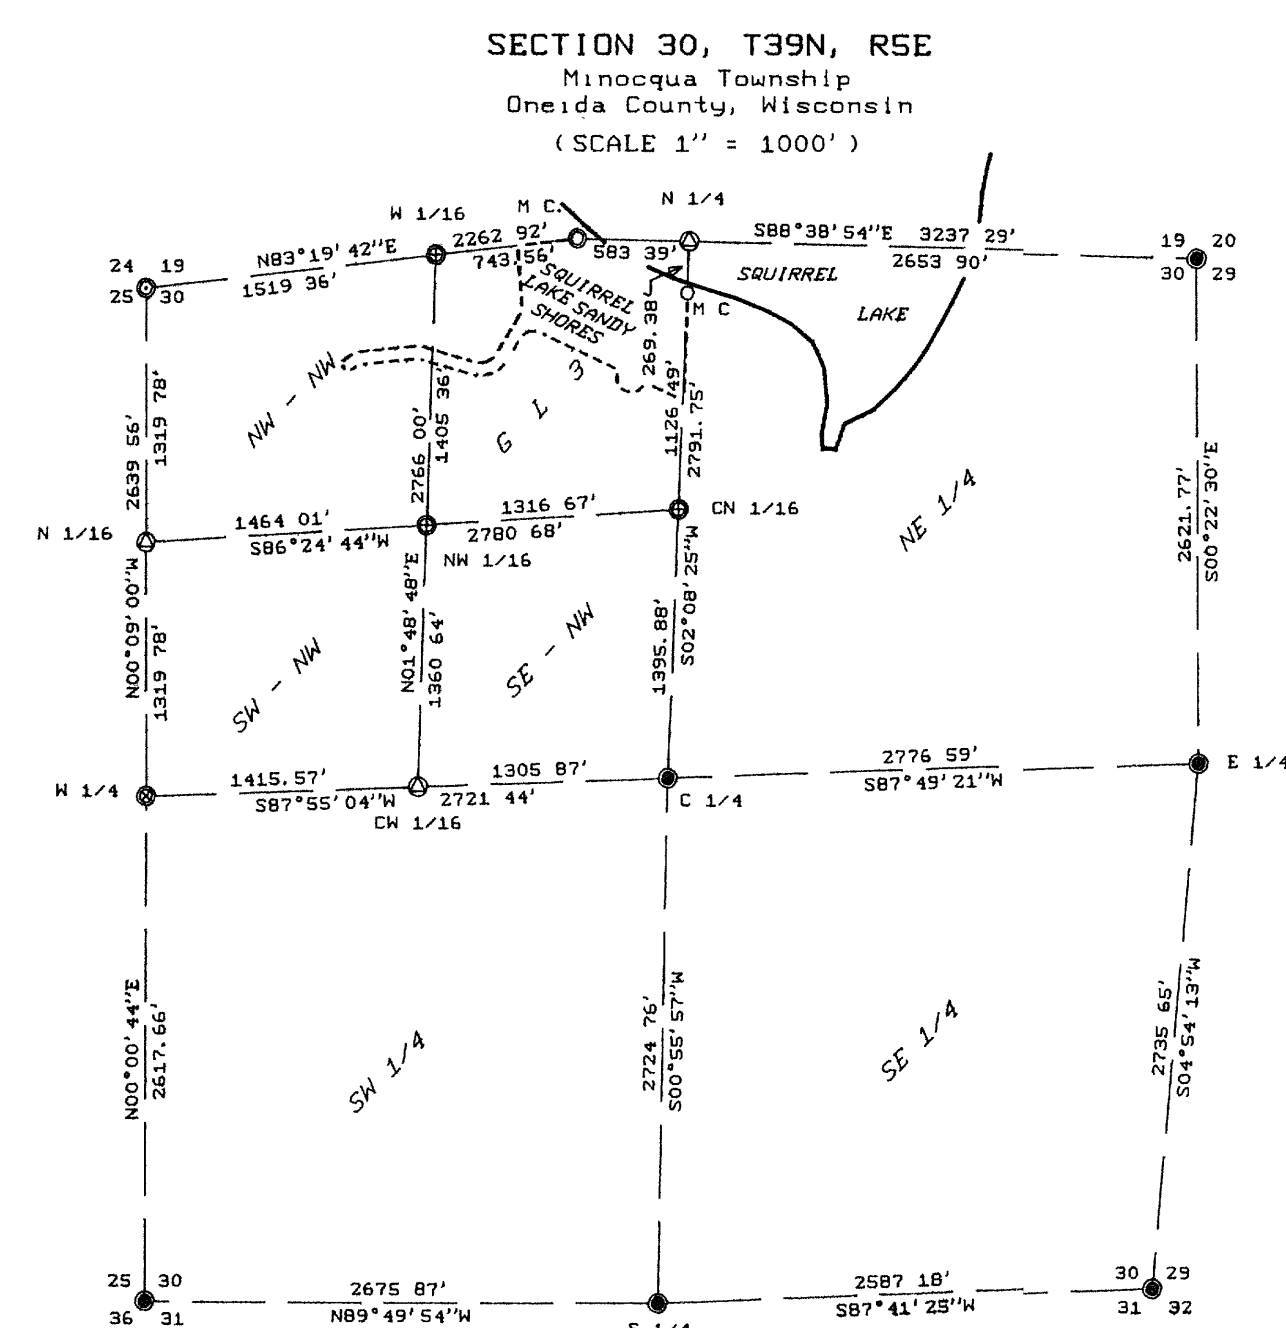 SECTION 30, T39N, R5E
Minocqua Township
Oneida County, Wisconsin
(SCALE 1" = 1000')
N 1/4
W 1/16
M C.
24 19
25 30
N83°19'42"E
1519 36'
2262 92'
743.56'
583 39'
S88°38'54"E
3237 29'
2653 90'
19 20
30 29
SQUIRREL
LAKE SANDY
SHORES
SQUIRREL
LAKE
269.38'
M C
NW - NW
G L 3
2639 56'
1319 78'
2766 00'
1405 36'
1126 49'
2791.75'
NE 1/4
2621.77'
S00°22'30"E
N 1/16
1464 01'
S86°24'44"W
1316 67'
2780 68'
CN 1/16
NW 1/16
N00°09'00"W
1319 78'
N01°48'48"E
1360 64'
1395.88'
S02°08'25"W
SW - NW
SE - NW
W 1/4
1415.57'
S87°55'04"W
1305 87'
2721 44'
CW 1/16
C 1/4
2776 59'
S87°49'21"W
E 1/4
N00°00'44"E
2617.66'
SW 1/4
2724 76'
S00°55'57"W
SE 1/4
2735 65'
S04°54'13"W
25 30
36 31
2675 87'
N89°49'54"W
2587 18'
S87°41'25"W
30 29
31 32